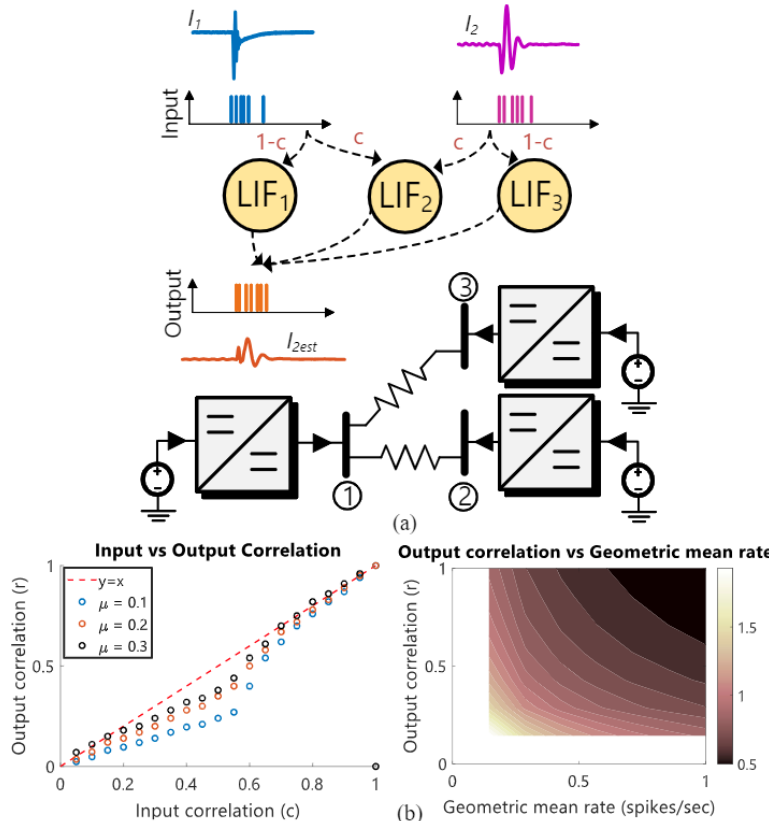 I1 I2
Input
1-c c c 1-c
LIF1 LIF2 LIF3
Output
I2est
3
1 2
(a)
Input vs Output Correlation
Output correlation (r)
1
0.5
0
y=x
μ = 0.1
μ = 0.2
μ = 0.3
0 0.2 0.4 0.6 0.8 1
Input correlation (c)
Output correlation vs Geometric mean rate
Output correlation (r)
1
0.5
0
0 0.5 1
Geometric mean rate (spikes/sec)
1.5
1
0.5
(b)